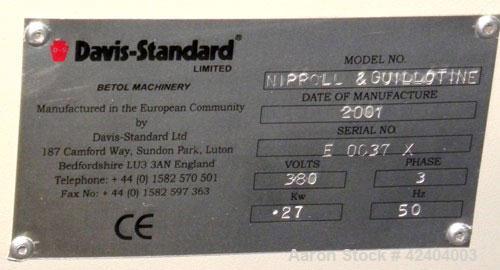 D-S
Davis-Standard®
LIMITED
BETOL MACHINERY
Manufactured in the European Community
by
Davis-Standard Ltd
187 Camford Way, Sundon Park, Luton
Bedfordshire LU3 3AN England
Telephone: + 44 (0) 1582 570 501
Fax No: + 44 (0) 1582 597 363
CE
MODEL NO.
NIPROLL & GUILLOTINE
DATE OF MANUFACTURE
2001
SERIAL NO.
E 0037 X
VOLTS PHASE
380 3
Kw Hz
.27 50
Aaron Stock # 42404003